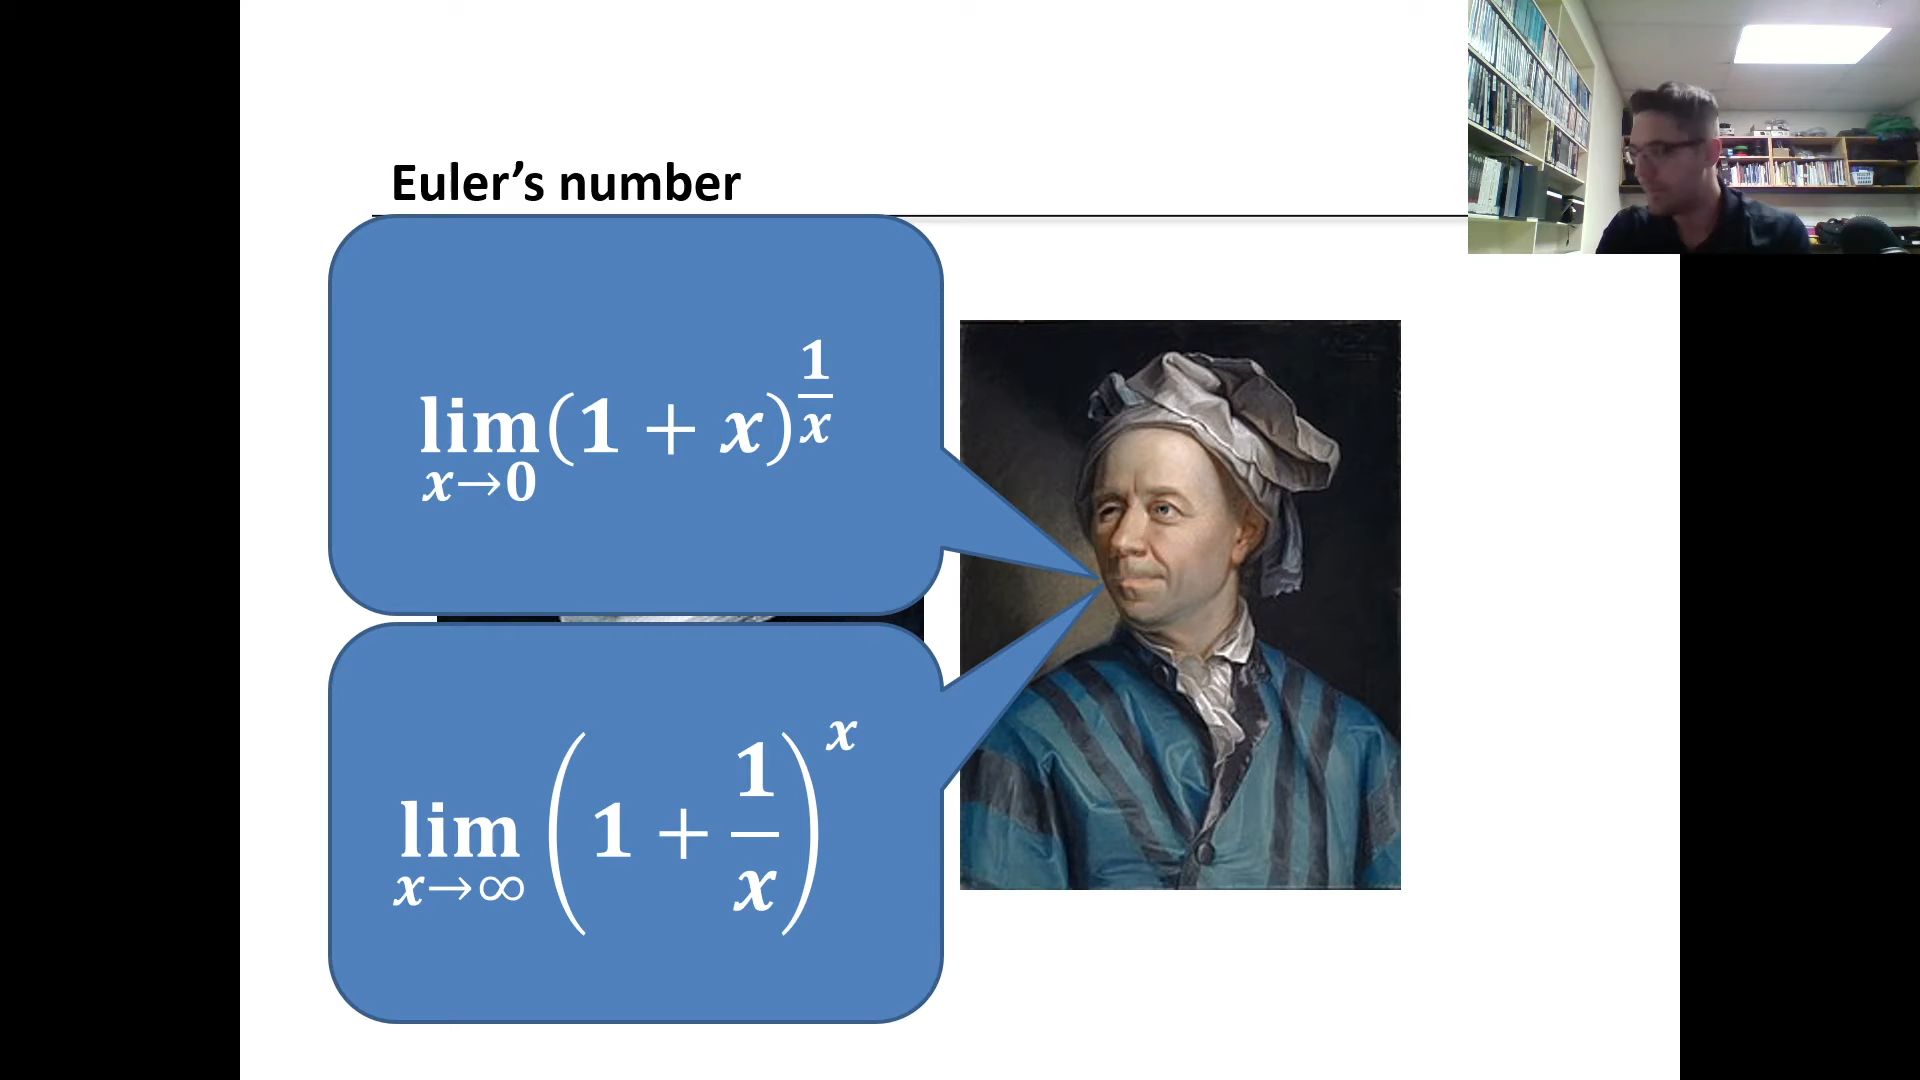 Euler’s number
lim x→0 (1 + x)^(1/x)
lim x→∞ (1 + 1/x)^x